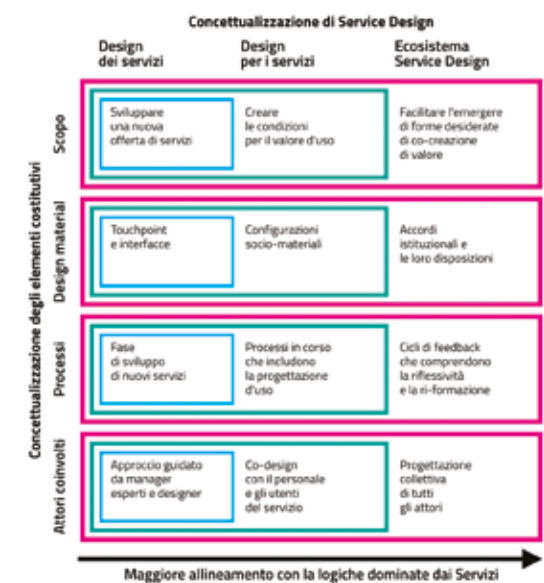 Concettualizzazione di Service Design
Design
dei servizi
Design
per i servizi
Ecosistema
Service Design
Concettualizzazione degli elementi costitutivi
Scopo
Sviluppare
una nuova
offerta di servizi
Creare
le condizioni
per il valore d'uso
Facilitare l'emergere
di forme desiderate
di co-creazione
di valore
Design material
Touchpoint
e interfacce
Configurazioni
socio-materiali
Accordi
istituzionali e
le loro disposizioni
Processi
Fase
di sviluppo
di nuovi servizi
Processi in corso
che includono
la progettazione
d'uso
Cicli di feedback
che comprendono
la riflessività
e la ri-formazione
Attori coinvolti
Approccio guidato
da manager
esperti e designer
Co-design
con il personale
e gli utenti
del servizio
Progettazione
collettiva
di tutti
gli attori
Maggiore allineamento con la logiche dominate dai Servizi